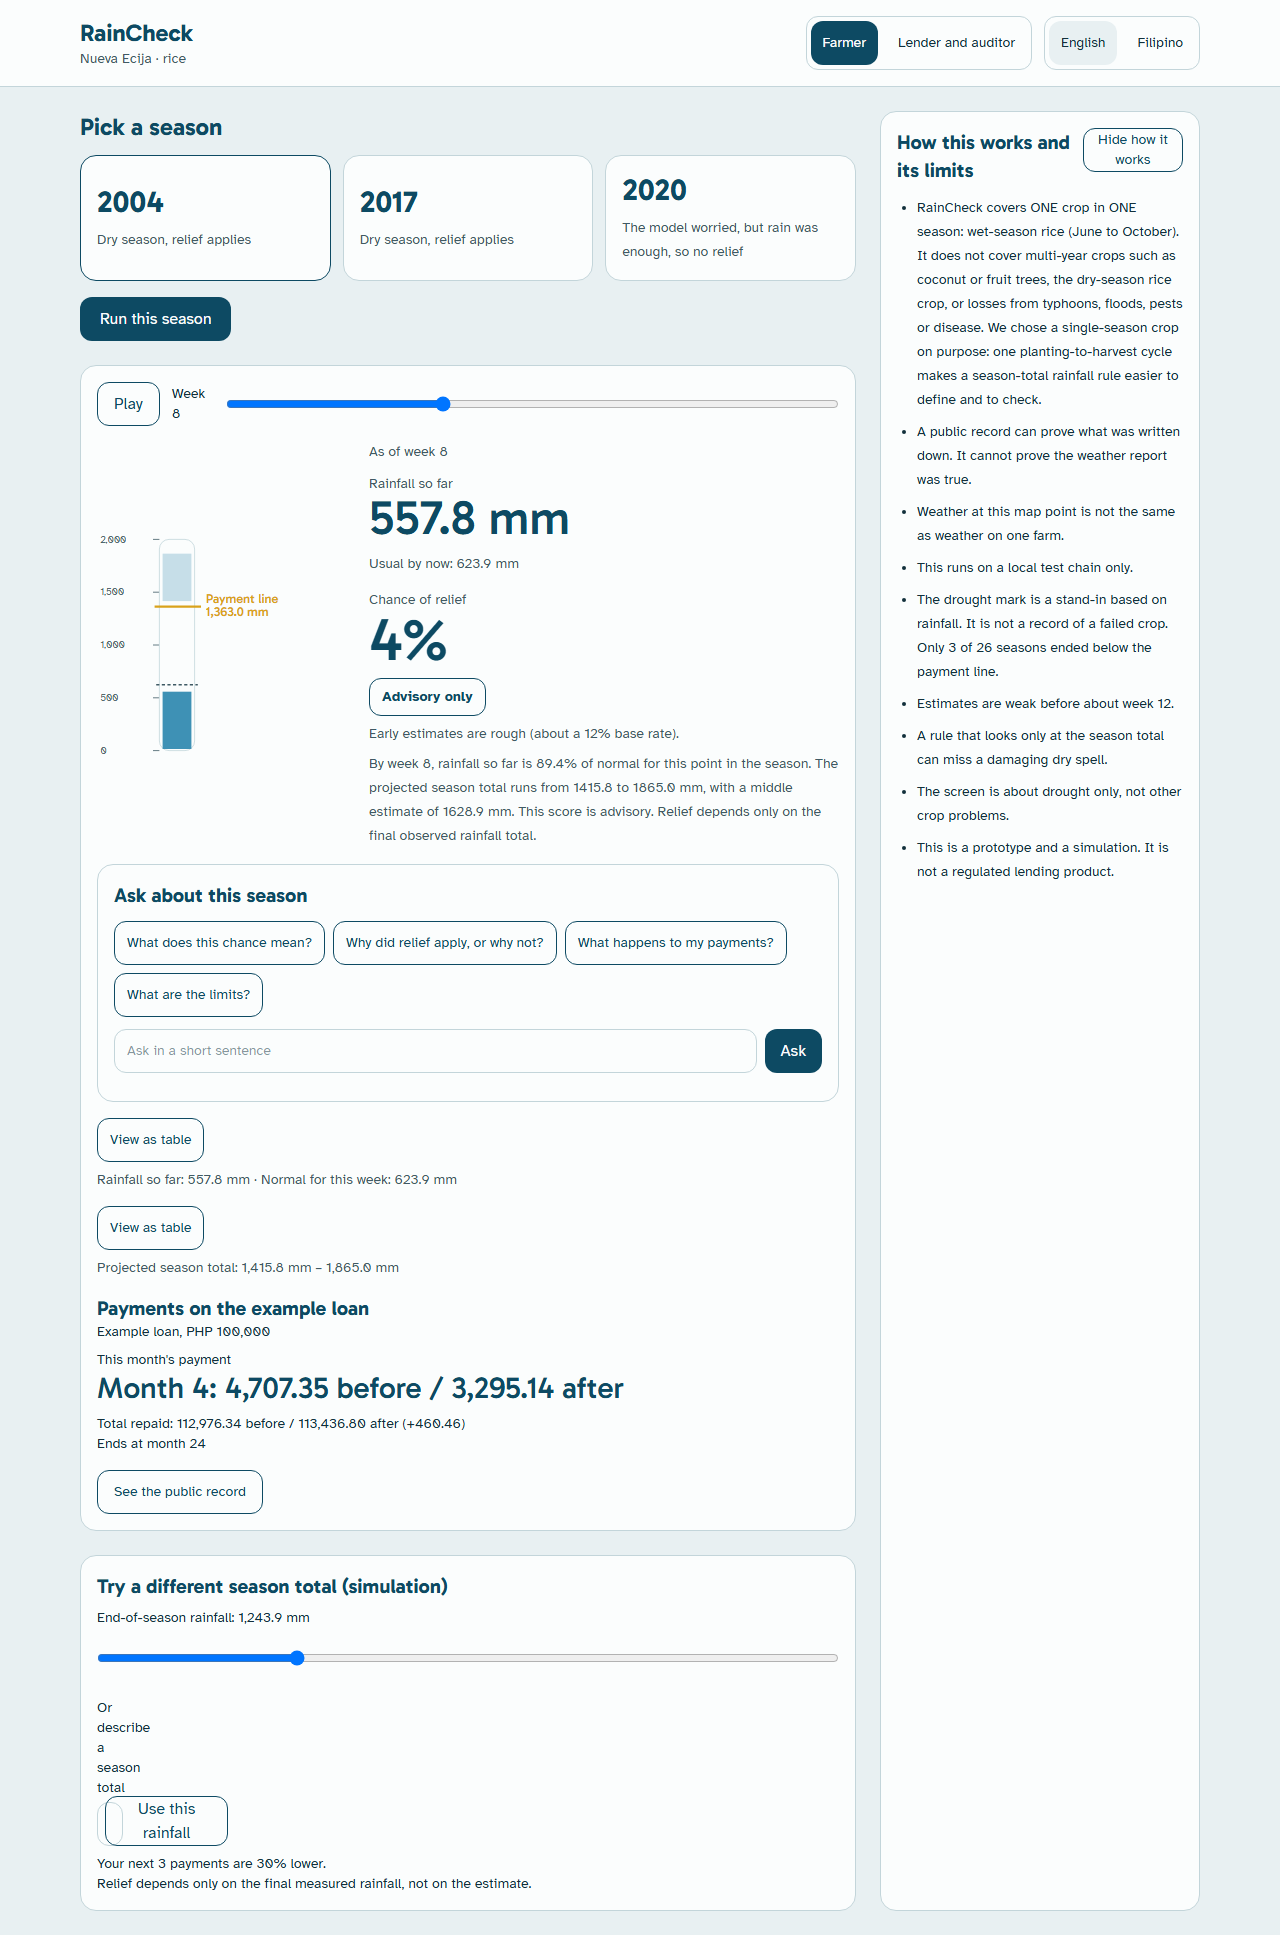 RainCheck
Nueva Ecija · rice
Farmer
Lender and auditor
English
Filipino
Pick a season
2004
Dry season, relief applies
2017
Dry season, relief applies
2020
The model worried, but rain was
enough, so no relief
Run this season
Play
Week
8
As of week 8
Rainfall so far
557.8 mm
Usual by now: 623.9 mm
2,000
1,500
1,000
500
0
Payment line
1,363.0 mm
Chance of relief
4%
Advisory only
Early estimates are rough (about a 12% base rate).
By week 8, rainfall so far is 89.4% of normal for this point in the season. The
projected season total runs from 1415.8 to 1865.0 mm, with a middle
estimate of 1628.9 mm. This score is advisory. Relief depends only on the
final observed rainfall total.
Ask about this season
What does this chance mean?
Why did relief apply, or why not?
What happens to my payments?
What are the limits?
Ask in a short sentence
Ask
View as table
Rainfall so far: 557.8 mm · Normal for this week: 623.9 mm
View as table
Projected season total: 1,415.8 mm – 1,865.0 mm
Payments on the example loan
Example loan, PHP 100,000
This month's payment
Month 4: 4,707.35 before / 3,295.14 after
Total repaid: 112,976.34 before / 113,436.80 after (+460.46)
Ends at month 24
See the public record
Try a different season total (simulation)
End-of-season rainfall: 1,243.9 mm
Or
describe
a
season
total
Use this
rainfall
Your next 3 payments are 30% lower.
Relief depends only on the final measured rainfall, not on the estimate.
How this works and
its limits
Hide how it
works
▪ RainCheck covers ONE crop in ONE
season: wet-season rice (June to October).
It does not cover multi-year crops such as
coconut or fruit trees, the dry-season rice
crop, or losses from typhoons, floods, pests
or disease. We chose a single-season crop
on purpose: one planting-to-harvest cycle
makes a season-total rainfall rule easier to
define and to check.
▪ A public record can prove what was written
down. It cannot prove the weather report
was true.
▪ Weather at this map point is not the same
as weather on one farm.
▪ This runs on a local test chain only.
▪ The drought mark is a stand-in based on
rainfall. It is not a record of a failed crop.
Only 3 of 26 seasons ended below the
payment line.
▪ Estimates are weak before about week 12.
▪ A rule that looks only at the season total
can miss a damaging dry spell.
▪ The screen is about drought only, not other
crop problems.
▪ This is a prototype and a simulation. It is
not a regulated lending product.